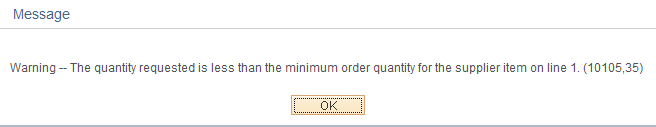 Message
Warning -- The quantity requested is less than the minimum order quantity for the supplier item on line 1. (10105,35)
OK